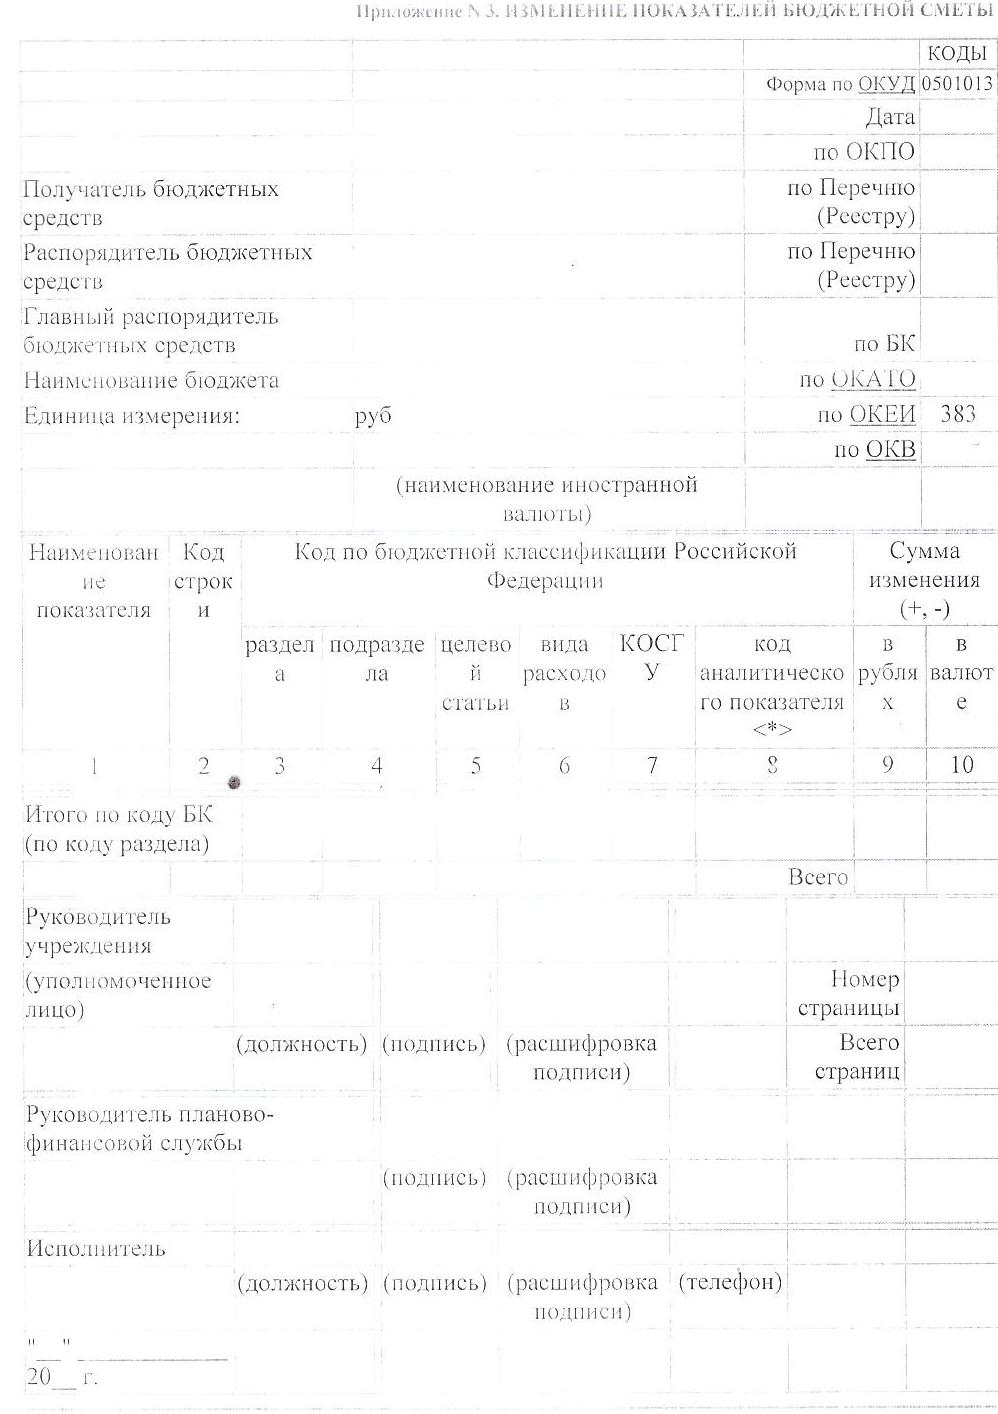 Приложение N 3. ИЗМЕНЕНИЕ ПОКАЗАТЕЛЕЙ БЮДЖЕТНОЙ СМЕТЫ
КОДЫ
Форма по ОКУД 0501013
Дата
по ОКПО
Получатель бюджетных по Перечню
средств (Реестру)
Распорядитель бюджетных по Перечню
средств (Реестру)
Главный распорядитель
бюджетных средств по БК
Наименование бюджета по ОКАТО
Единица измерения: руб по ОКЕИ 383
по ОКВ
(наименование иностранной
валюты)
Наименован Код Код по бюджетной классификации Российской Сумма
ие строк Федерации изменения
показателя и (+, -)
раздел подразде целево вида КОСГ код в в
а ла й расходо У аналитическо рубля валют
статьи в го показателя х е
<*>
1 2 3 4 5 6 7 8 9 10
Итого по коду БК
(по коду раздела)
Всего
Руководитель
учреждения
(уполномоченное Номер
лицо) страницы
(должность) (подпись) (расшифровка Всего
подписи) страниц
Руководитель планово-
финансовой службы
(подпись) (расшифровка
подписи)
Исполнитель
(должность) (подпись) (расшифровка (телефон)
подписи)
"__" ____________
20__ г.